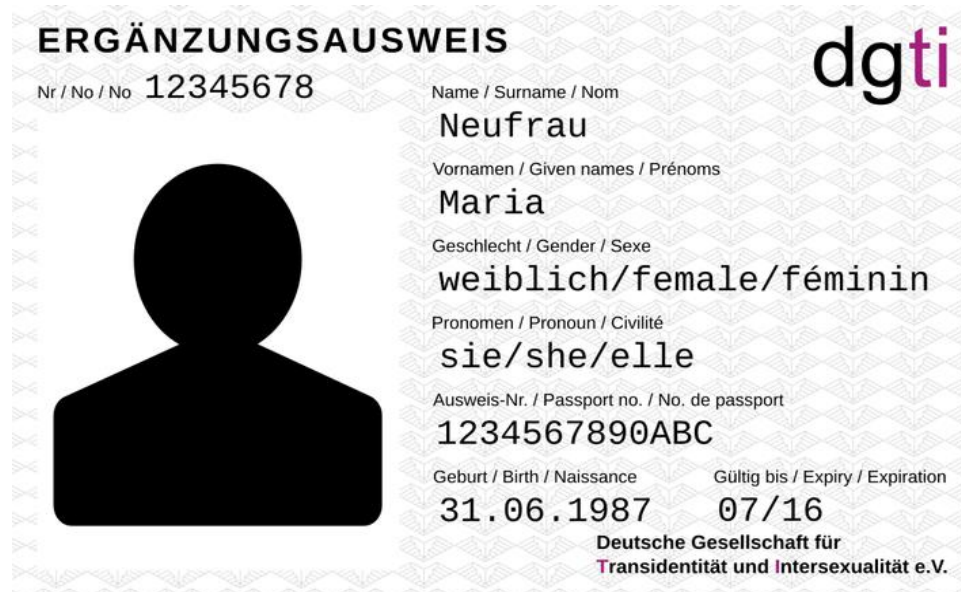 ERGÄNZUNGSAUSWEIS
dgti
Nr / No / No 12345678
Name / Surname / Nom
Neufrau
Vornamen / Given names / Prénoms
Maria
Geschlecht / Gender / Sexe
weiblich/female/féminin
Pronomen / Pronoun / Civilité
sie/she/elle
Ausweis-Nr. / Passport no. / No. de passport
1234567890ABC
Geburt / Birth / Naissance Gültig bis / Expiry / Expiration
31.06.1987 07/16
Deutsche Gesellschaft für
Transidentität und Intersexualität e.V.